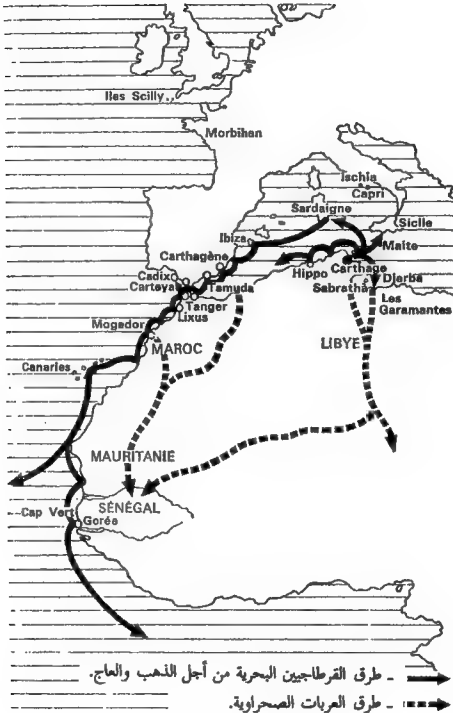 Iles Scilly
Morbihan
Ischia
Capri
Sardaigne
Sicile
Ibiza
Malte
Carthagène
Hippo
Carthage
Cadix
Djerba
Carteya
Tamuda
Sabratha
Les
Garamantes
Tanger
Lixus
Mogador
MAROC
LIBYE
Canaries
MAURITANIE
SÉNÉGAL
Cap Vert
Gorée
ـ طرق القرطاجيين البحرية من أجل الذهب والعاج.
ـ طرق العربات الصحراوية.